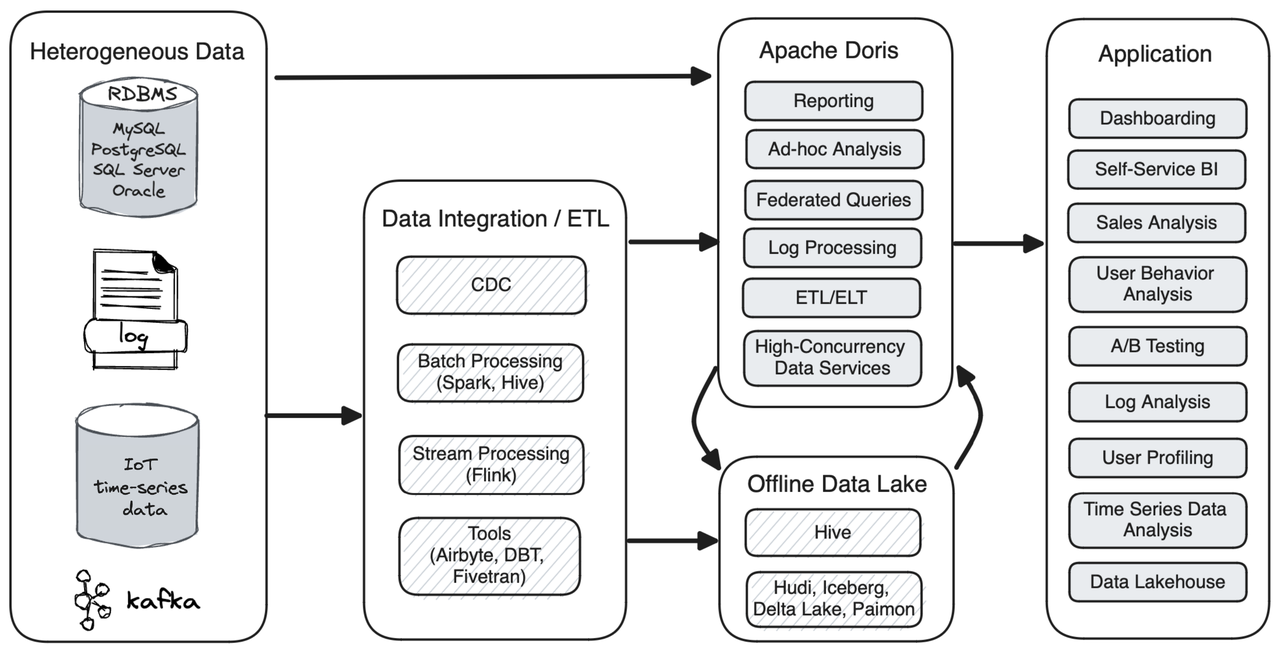 Heterogeneous Data
RDBMS
MySQL
PostgreSQL
SQL Server
Oracle
log
IoT
time-series
data
kafka
Data Integration / ETL
CDC
Batch Processing
(Spark, Hive)
Stream Processing
(Flink)
Tools
(Airbyte, DBT,
Fivetran)
Apache Doris
Reporting
Ad-hoc Analysis
Federated Queries
Log Processing
ETL/ELT
High-Concurrency
Data Services
Offline Data Lake
Hive
Hudi, Iceberg,
Delta Lake, Paimon
Application
Dashboarding
Self-Service BI
Sales Analysis
User Behavior
Analysis
A/B Testing
Log Analysis
User Profiling
Time Series Data
Analysis
Data Lakehouse